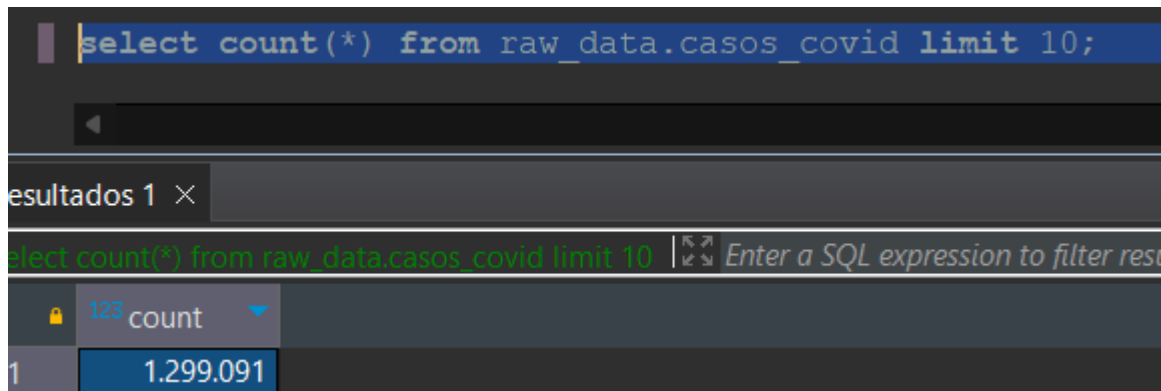 select count(*) from raw_data.casos_covid limit 10;
esultados 1 ×
elect count(*) from raw_data.casos_covid limit 10 Enter a SQL expression to filter resu
123 count
1 1.299.091